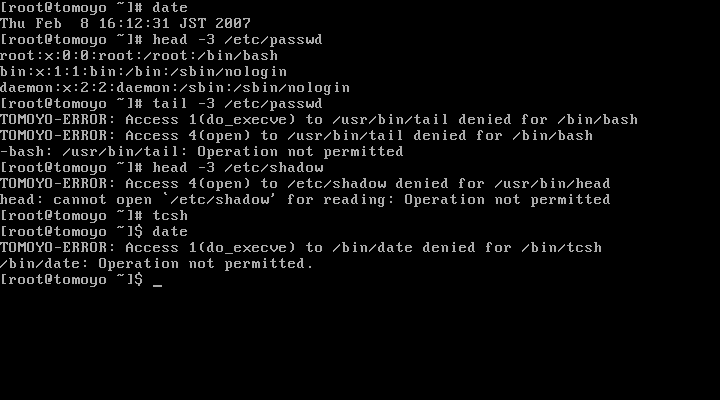 [root@tomoyo ~]# date
Thu Feb  8 16:12:31 JST 2007
[root@tomoyo ~]# head -3 /etc/passwd
root:x:0:0:root:/root:/bin/bash
bin:x:1:1:bin:/bin:/sbin/nologin
daemon:x:2:2:daemon:/sbin:/sbin/nologin
[root@tomoyo ~]# tail -3 /etc/passwd
TOMOYO-ERROR: Access 1(do_execve) to /usr/bin/tail denied for /bin/bash
TOMOYO-ERROR: Access 4(open) to /usr/bin/tail denied for /bin/bash
-bash: /usr/bin/tail: Operation not permitted
[root@tomoyo ~]# head -3 /etc/shadow
TOMOYO-ERROR: Access 4(open) to /etc/shadow denied for /usr/bin/head
head: cannot open `/etc/shadow' for reading: Operation not permitted
[root@tomoyo ~]# tcsh
[root@tomoyo ~]$ date
TOMOYO-ERROR: Access 1(do_execve) to /bin/date denied for /bin/tcsh
/bin/date: Operation not permitted.
[root@tomoyo ~]$ _